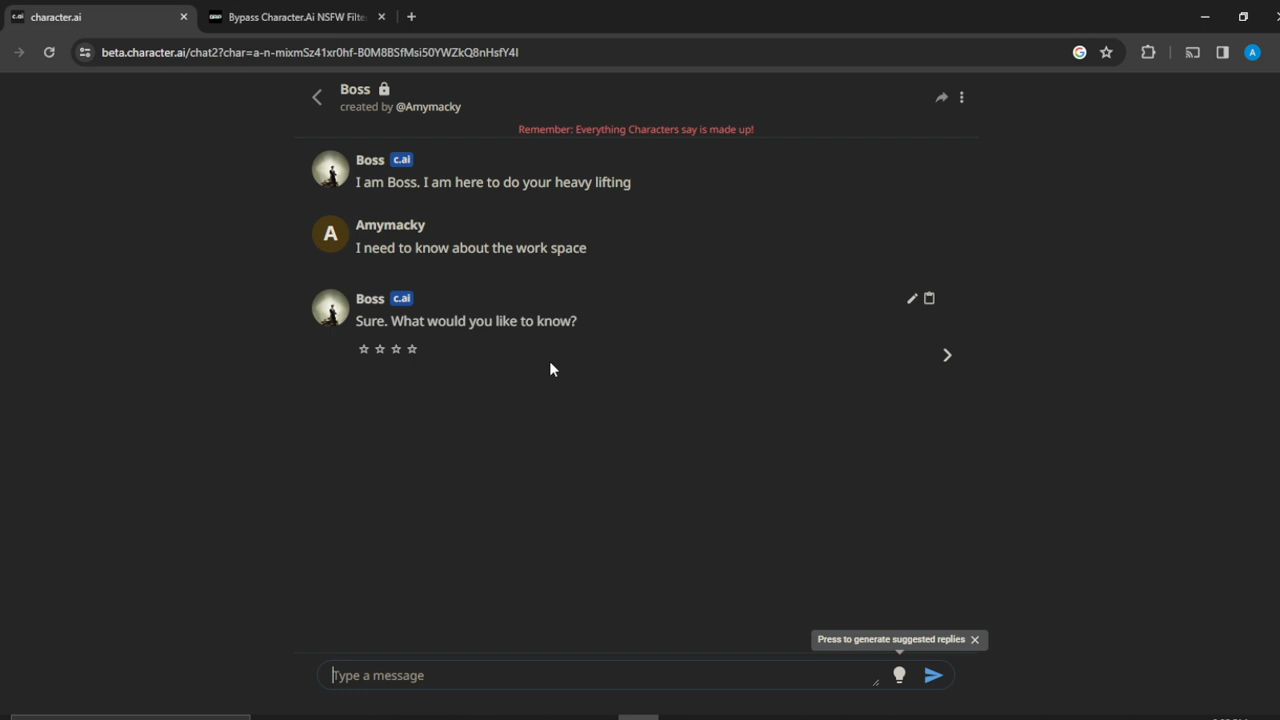 c.ai character.ai
Bypass Character.Ai NSFW Filte
beta.character.ai/chat2?char=a-n-mixmSz41xr0hf-B0M8BSfMsi50YWZkQ8nHsfY4I
A
Boss
created by @Amymacky
Remember: Everything Characters say is made up!
Boss c.ai
I am Boss. I am here to do your heavy lifting
A
Amymacky
I need to know about the work space
Boss c.ai
Sure. What would you like to know?
Press to generate suggested replies
Type a message